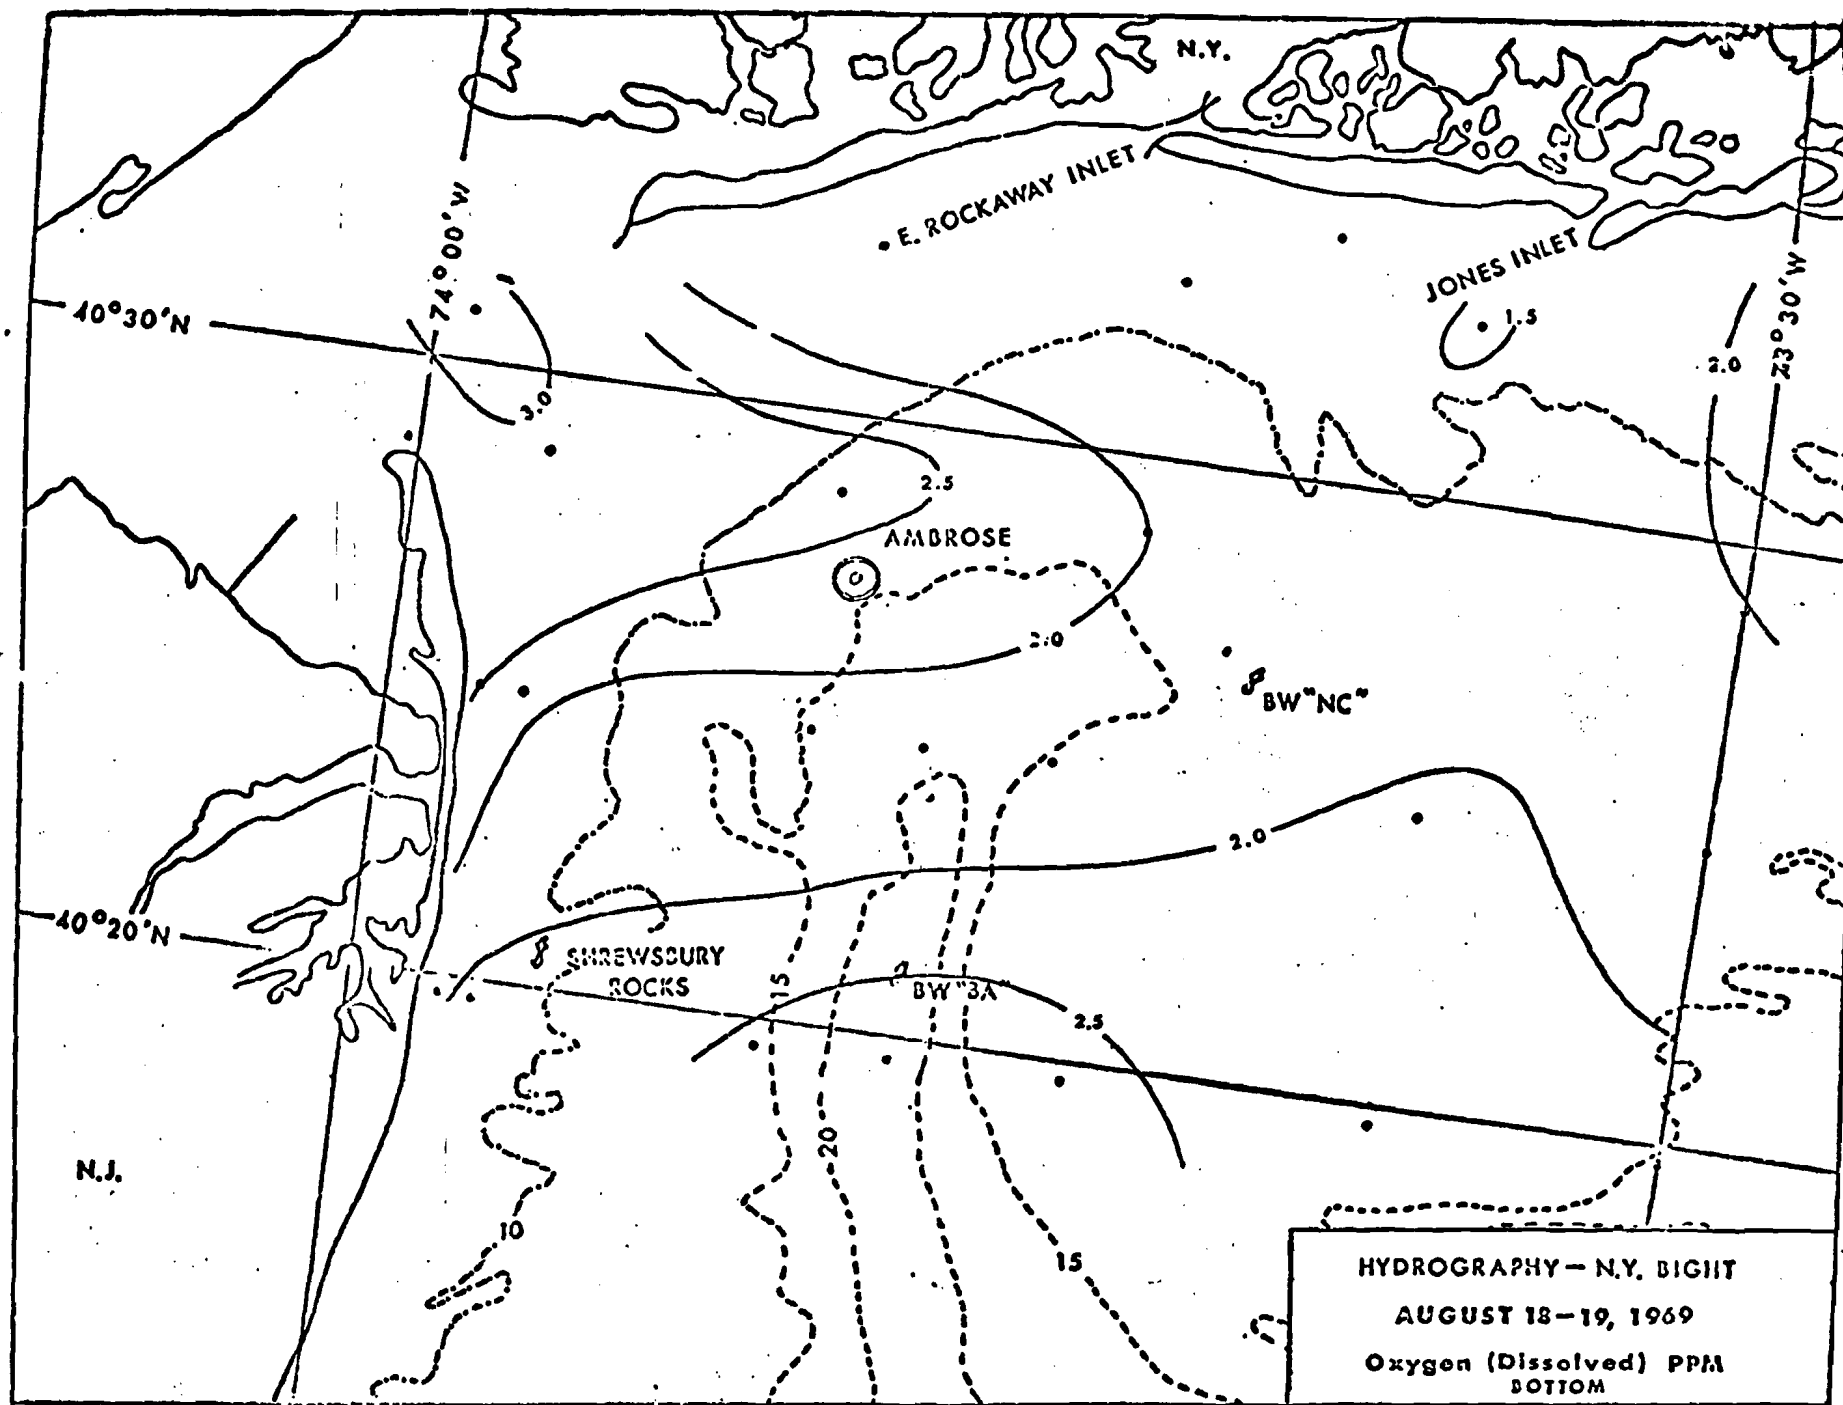 N.Y.
E. ROCKAWAY INLET
74°00'W
JONES INLET
73°30'W
40°30'N
1.5
2.0
3.0
2.5
AMBROSE
2.0
BW "NC"
2.0
40°20'N
SHREWSBURY
ROCKS
15
BW "3A"
2.5
20
N.J.
10
15
HYDROGRAPHY — N.Y. BIGHT
AUGUST 18–19, 1969
Oxygen (Dissolved) PPM
BOTTOM